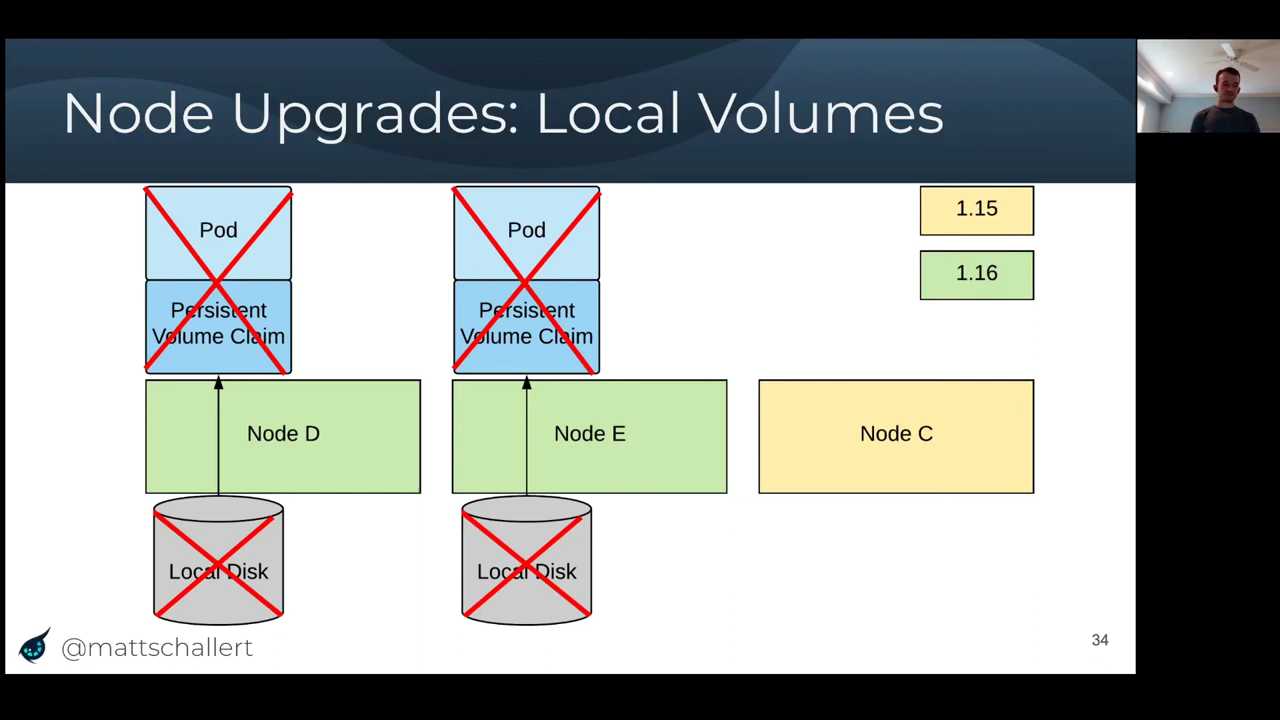 Node Upgrades: Local Volumes
Pod
Persistent
Volume Claim
Pod
Persistent
Volume Claim
1.15
1.16
Node D
Node E
Node C
Local Disk
Local Disk
@mattschallert
34